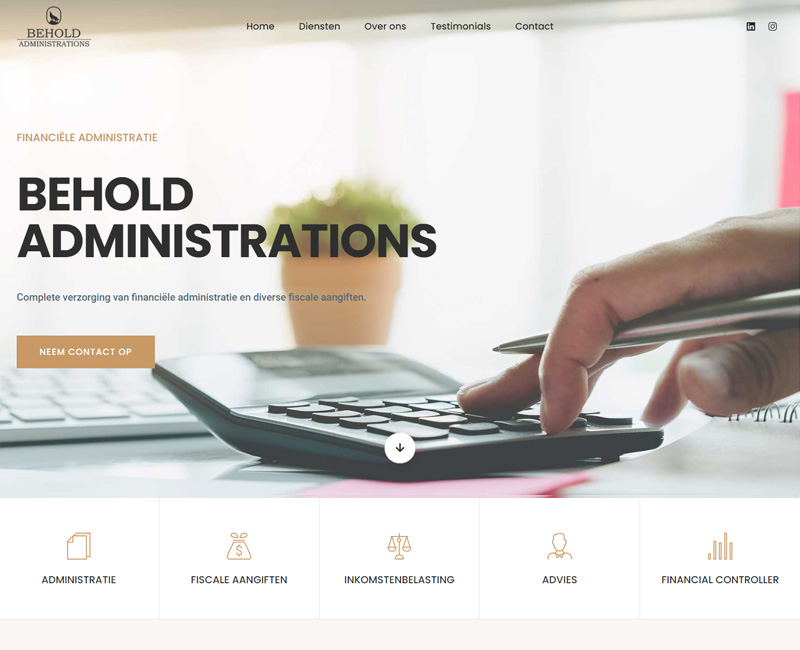 BEHOLD
ADMINISTRATIONS
Home Diensten Over ons Testimonials Contact
FINANCIËLE ADMINISTRATIE
BEHOLD
ADMINISTRATIONS
Complete verzorging van financiële administratie en diverse fiscale aangiften.
NEEM CONTACT OP
ADMINISTRATIE
FISCALE AANGIFTEN
INKOMSTENBELASTING
ADVIES
FINANCIAL CONTROLLER